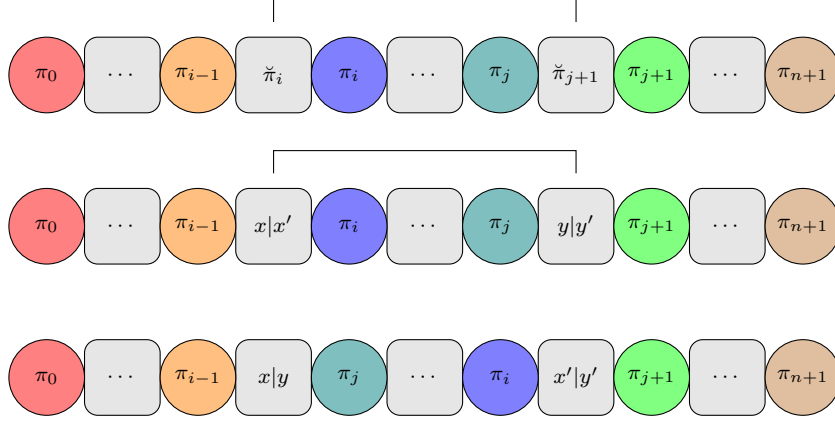 π₀ ⋯ πᵢ₋₁ π̆ᵢ πᵢ ⋯ πⱼ π̆ⱼ₊₁ πⱼ₊₁ ⋯ πₙ₊₁
π₀ ⋯ πᵢ₋₁ x|x′ πᵢ ⋯ πⱼ y|y′ πⱼ₊₁ ⋯ πₙ₊₁
π₀ ⋯ πᵢ₋₁ x|y πⱼ ⋯ πᵢ x′|y′ πⱼ₊₁ ⋯ πₙ₊₁